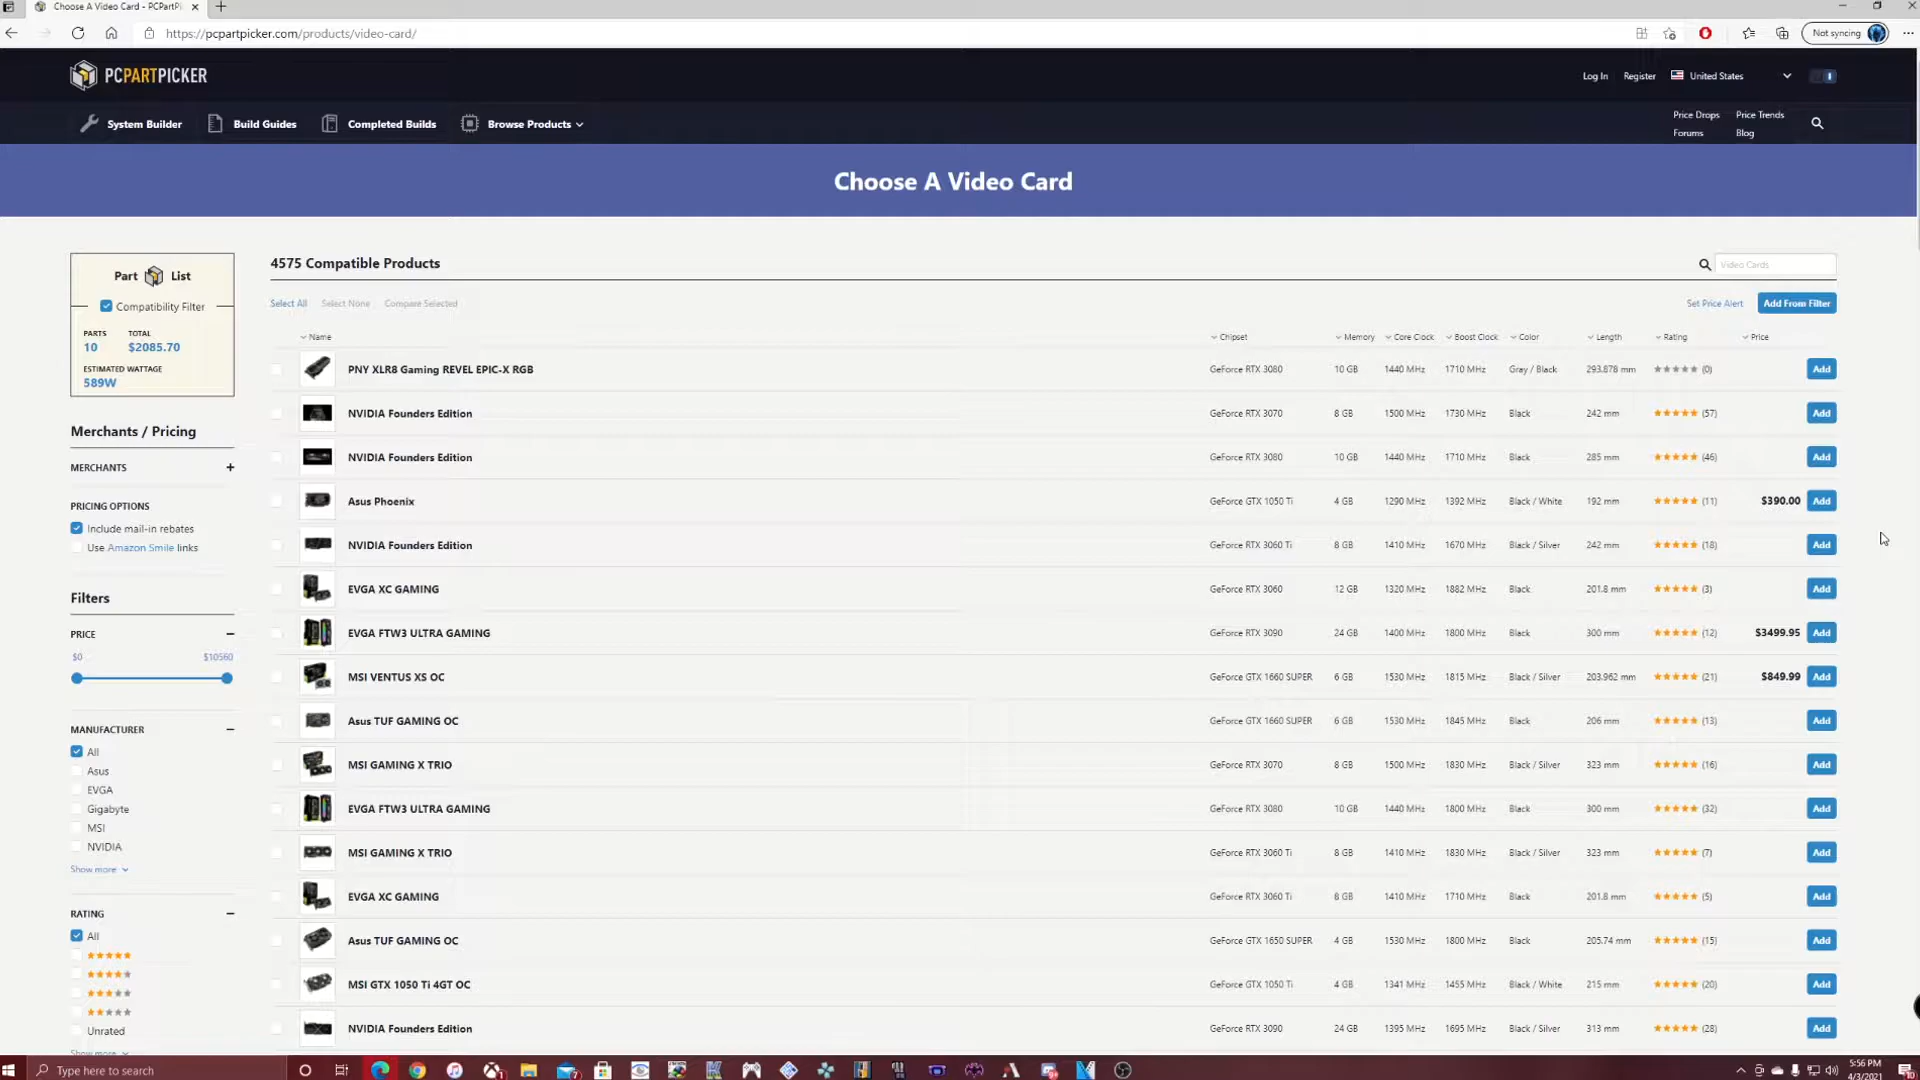 Choose A Video Card - PCPartPi
https://pcpartpicker.com/products/video-card/
Not syncing
PCPARTPICKER
Log In Register United States
System Builder Build Guides Completed Builds Browse Products
Price Drops Price Trends
Forums Blog
Choose A Video Card
Part List
Compatibility Filter
PARTS TOTAL
10 $2085.70
ESTIMATED WATTAGE
589W
Merchants / Pricing
MERCHANTS +
PRICING OPTIONS
Include mail-in rebates
Use Amazon Smile links
Filters
PRICE
$0 $10560
MANUFACTURER
All
Asus
EVGA
Gigabyte
MSI
NVIDIA
Show more
RATING
All
Unrated
Show more
4575 Compatible Products
Video Cards
Select All Select None Compare Selected
Set Price Alert Add From Filter
Name Chipset Memory Core Clock Boost Clock Color Length Rating Price
PNY XLR8 Gaming REVEL EPIC-X RGB GeForce RTX 3080 10 GB 1440 MHz 1710 MHz Gray / Black 293.878 mm (0) Add
NVIDIA Founders Edition GeForce RTX 3070 8 GB 1500 MHz 1730 MHz Black 242 mm (57) Add
NVIDIA Founders Edition GeForce RTX 3080 10 GB 1440 MHz 1710 MHz Black 285 mm (46) Add
Asus Phoenix GeForce GTX 1050 Ti 4 GB 1290 MHz 1392 MHz Black / White 192 mm (11) $390.00 Add
NVIDIA Founders Edition GeForce RTX 3060 Ti 8 GB 1410 MHz 1670 MHz Black / Silver 242 mm (18) Add
EVGA XC GAMING GeForce RTX 3060 12 GB 1320 MHz 1882 MHz Black 201.8 mm (3) Add
EVGA FTW3 ULTRA GAMING GeForce RTX 3090 24 GB 1400 MHz 1800 MHz Black 300 mm (12) $3499.95 Add
MSI VENTUS XS OC GeForce GTX 1660 SUPER 6 GB 1530 MHz 1815 MHz Black / Silver 203.962 mm (21) $849.99 Add
Asus TUF GAMING OC GeForce GTX 1660 SUPER 6 GB 1530 MHz 1845 MHz Black 206 mm (13) Add
MSI GAMING X TRIO GeForce RTX 3070 8 GB 1500 MHz 1830 MHz Black / Silver 323 mm (16) Add
EVGA FTW3 ULTRA GAMING GeForce RTX 3080 10 GB 1440 MHz 1800 MHz Black 300 mm (32) Add
MSI GAMING X TRIO GeForce RTX 3060 Ti 8 GB 1410 MHz 1830 MHz Black / Silver 323 mm (7) Add
EVGA XC GAMING GeForce RTX 3060 Ti 8 GB 1410 MHz 1710 MHz Black 201.8 mm (5) Add
Asus TUF GAMING OC GeForce GTX 1650 SUPER 4 GB 1530 MHz 1800 MHz Black 205.74 mm (15) Add
MSI GTX 1050 Ti 4GT OC GeForce GTX 1050 Ti 4 GB 1341 MHz 1455 MHz Black / White 215 mm (20) Add
NVIDIA Founders Edition GeForce RTX 3090 24 GB 1395 MHz 1695 MHz Black / Silver 313 mm (28) Add
Type here to search
5:56 PM
4/3/2021